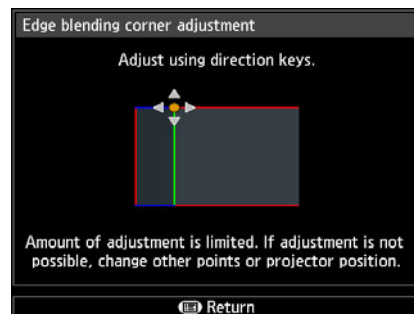 Edge blending corner adjustment
Adjust using direction keys.
Amount of adjustment is limited. If adjustment is not
possible, change other points or projector position.
Return